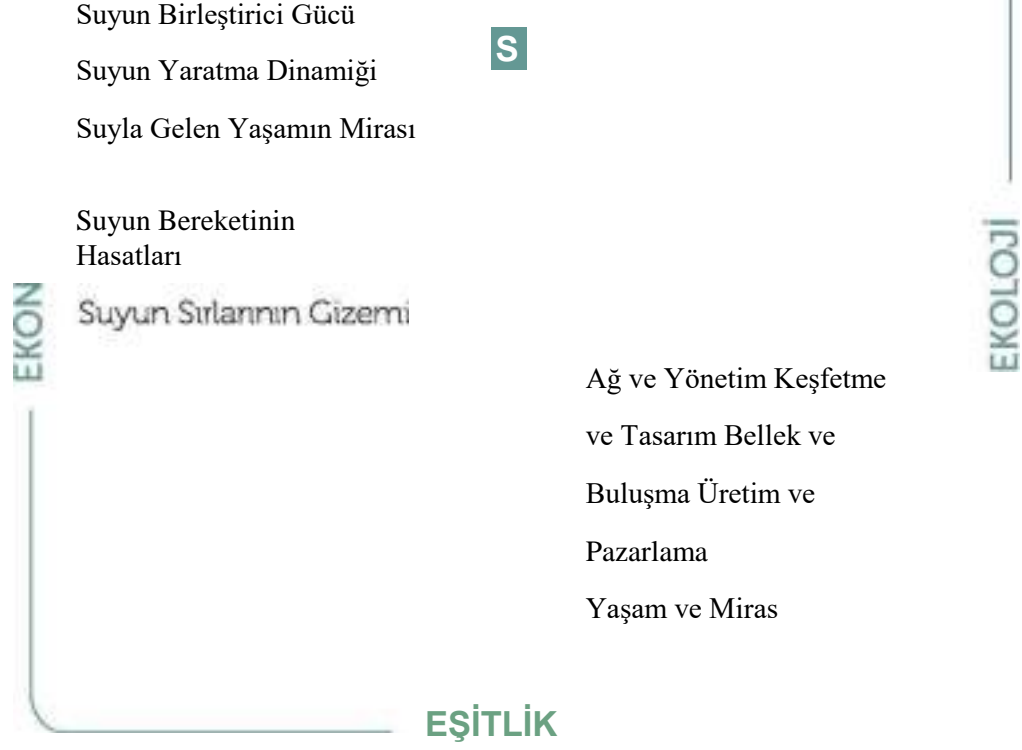 Suyun Birleştirici Gücü
S
Suyun Yaratma Dinamiği
Suyla Gelen Yaşamın Mirası
Suyun Bereketinin
Hasatları
Suyun Sırlarının Gizemi
EKON
EKOLOJİ
Ağ ve Yönetim Keşfetme
ve Tasarım Bellek ve
Buluşma Üretim ve
Pazarlama
Yaşam ve Miras
EŞİTLİK